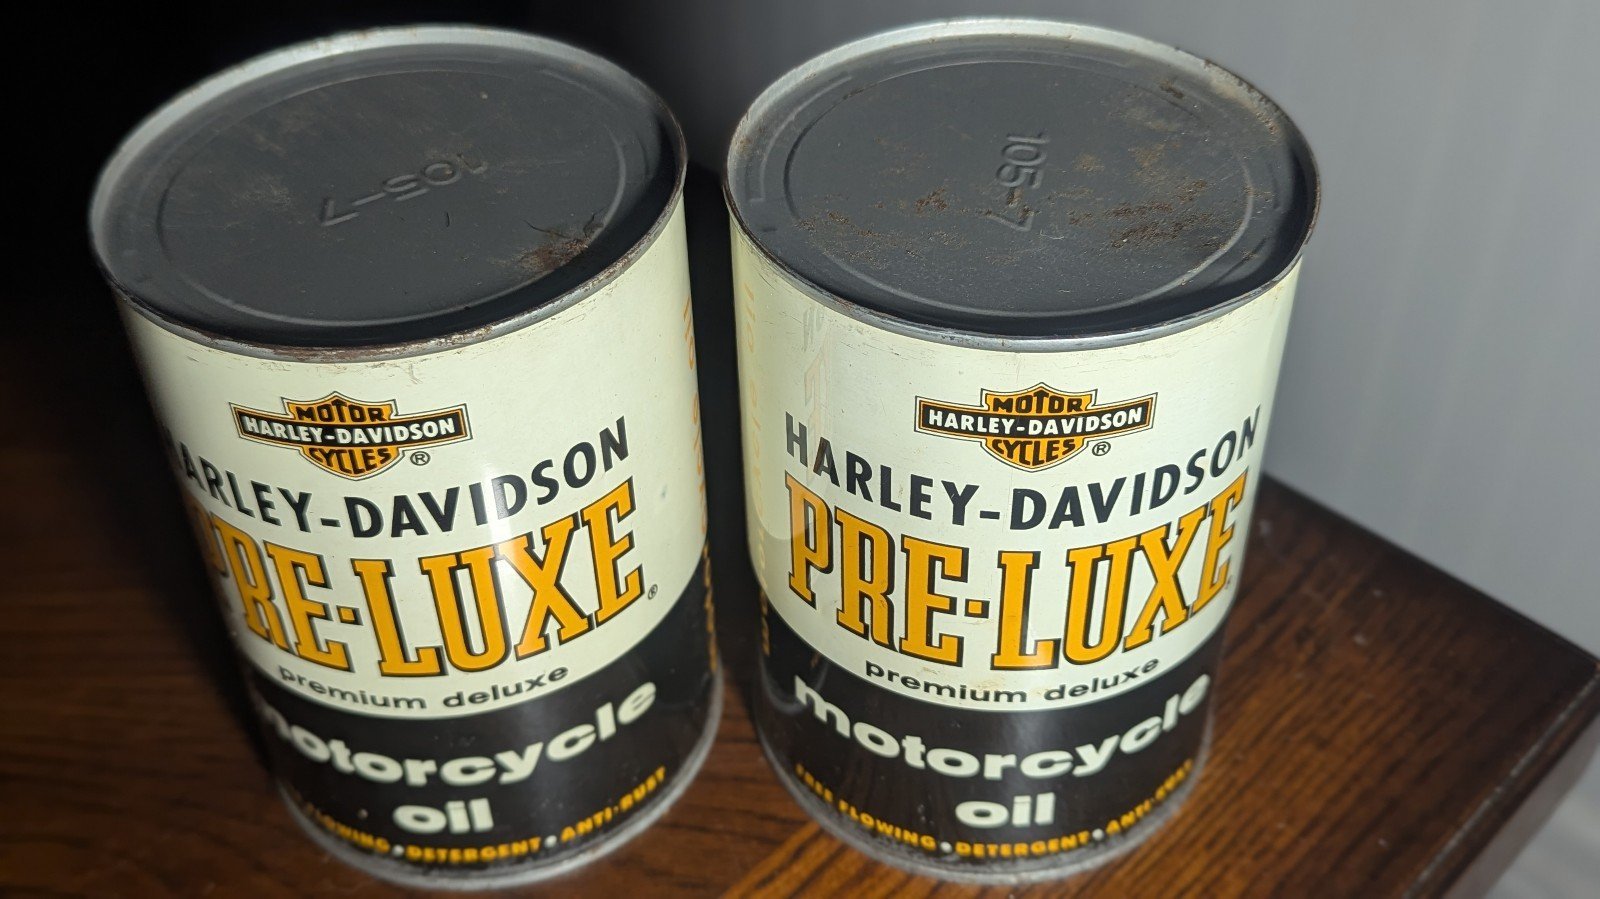 105-7
MOTOR
HARLEY-DAVIDSON
CYCLES ®
HARLEY-DAVIDSON
PRE-LUXE ®
premium deluxe
motorcycle
oil
FLOWING • DETERGENT • ANTI-RUST
105-7
MOTOR
HARLEY-DAVIDSON
CYCLES ®
HARLEY-DAVIDSON
PRE-LUXE
premium deluxe
motorcycle
oil
FREE FLOWING • DETERGENT • ANTI-RUST